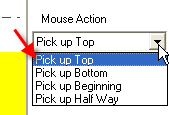 Mouse Action
Pick up Top
Pick up Top
Pick up Bottom
Pick up Beginning
Pick up Half Way